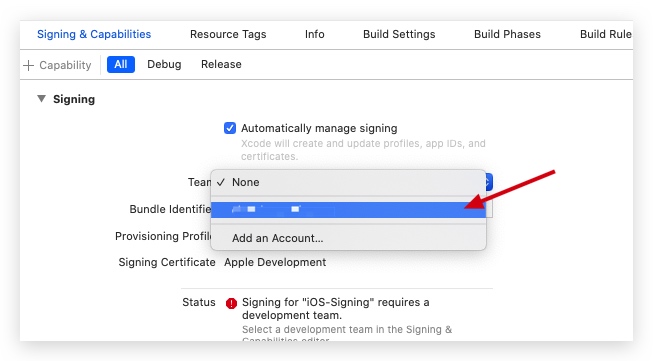 Signing & Capabilities Resource Tags Info Build Settings Build Phases Build Rule
+ Capability All Debug Release
Signing
Automatically manage signing
Xcode will create and update profiles, app IDs, and
certificates.
Team
None
Bundle Identifie
Add an Account...
Provisioning Profil
Signing Certificate Apple Development
Status Signing for "iOS-Signing" requires a
development team.
Select a development team in the Signing &
Capabilities editor.